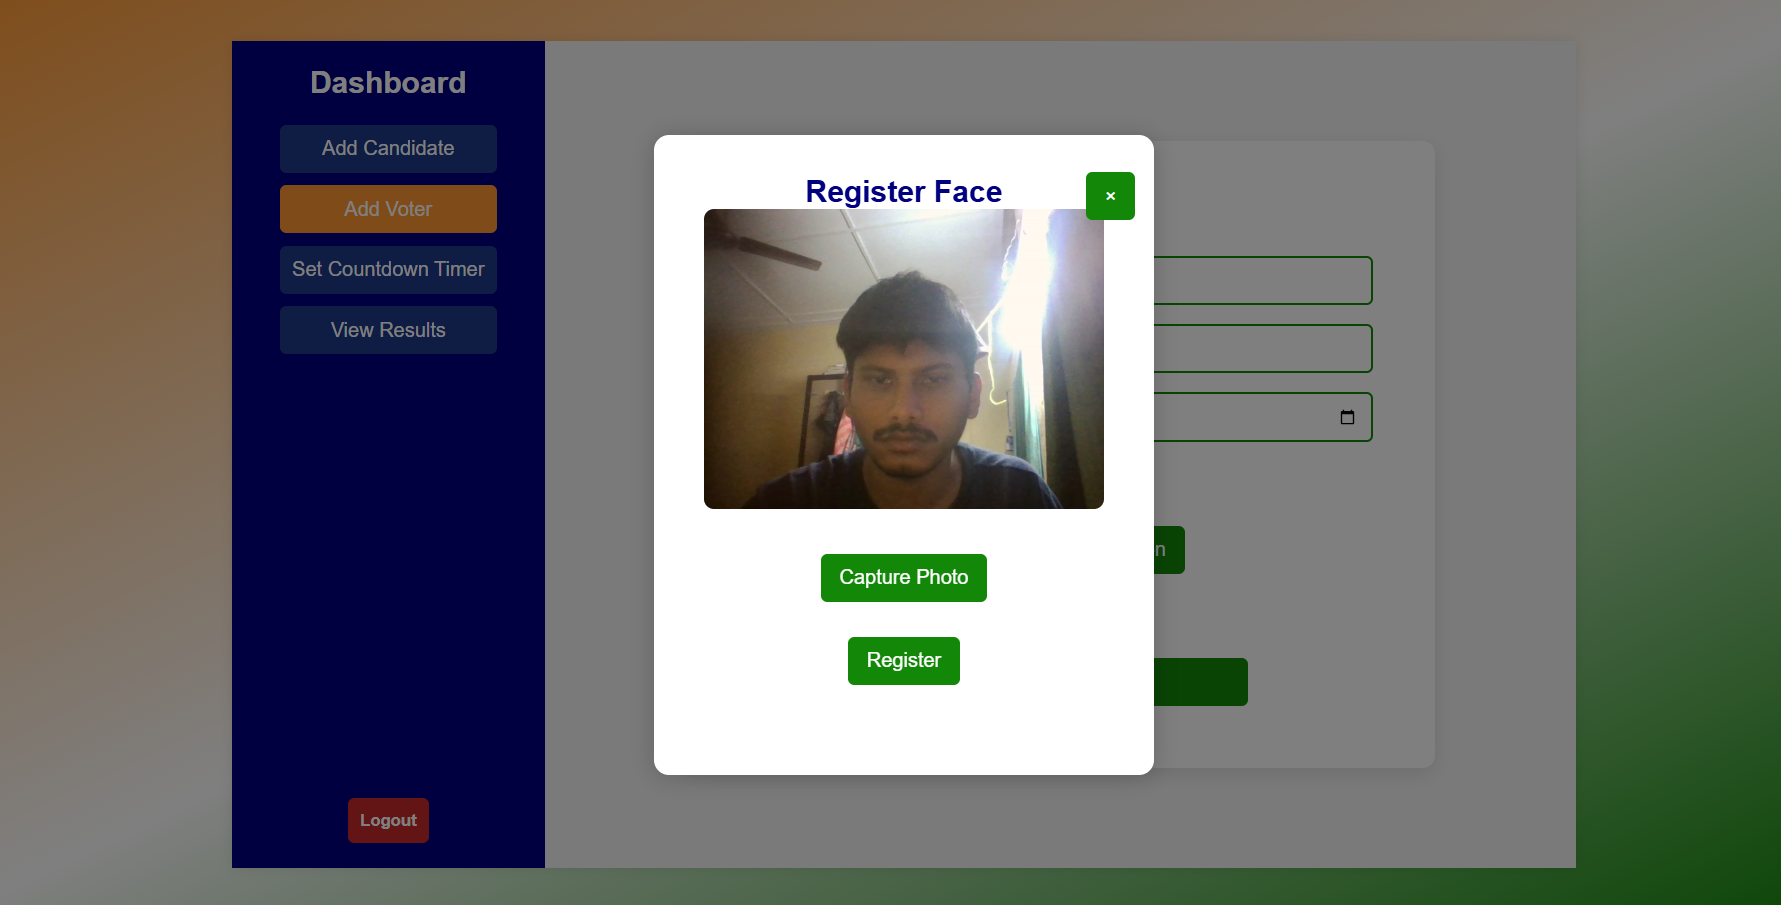 Dashboard
Add Candidate
Add Voter
Set Countdown Timer
View Results
Logout
Register Face
×
Capture Photo
Register
n